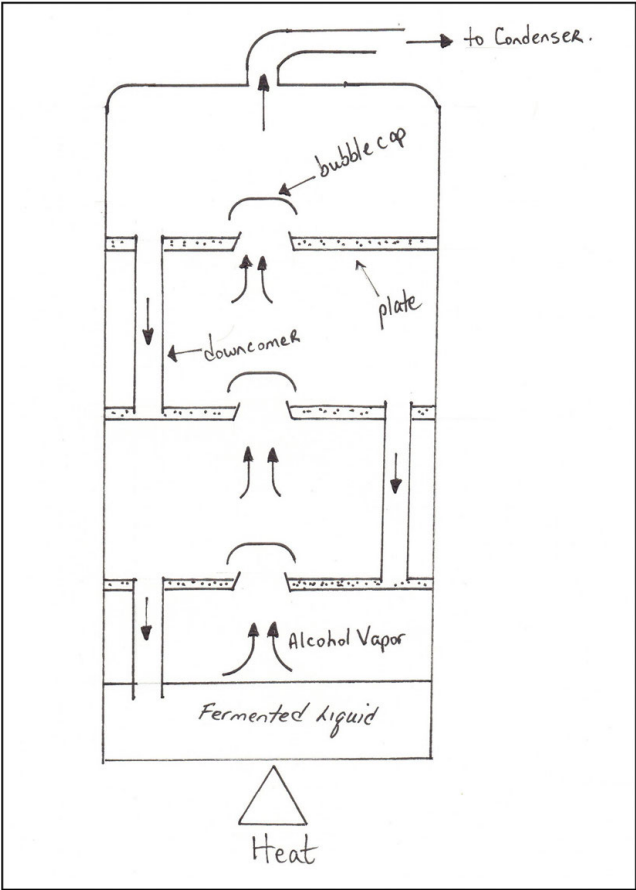 to Condenser.
bubble cap
plate
downcomer
Alcohol Vapor
Fermented Liquid
Heat